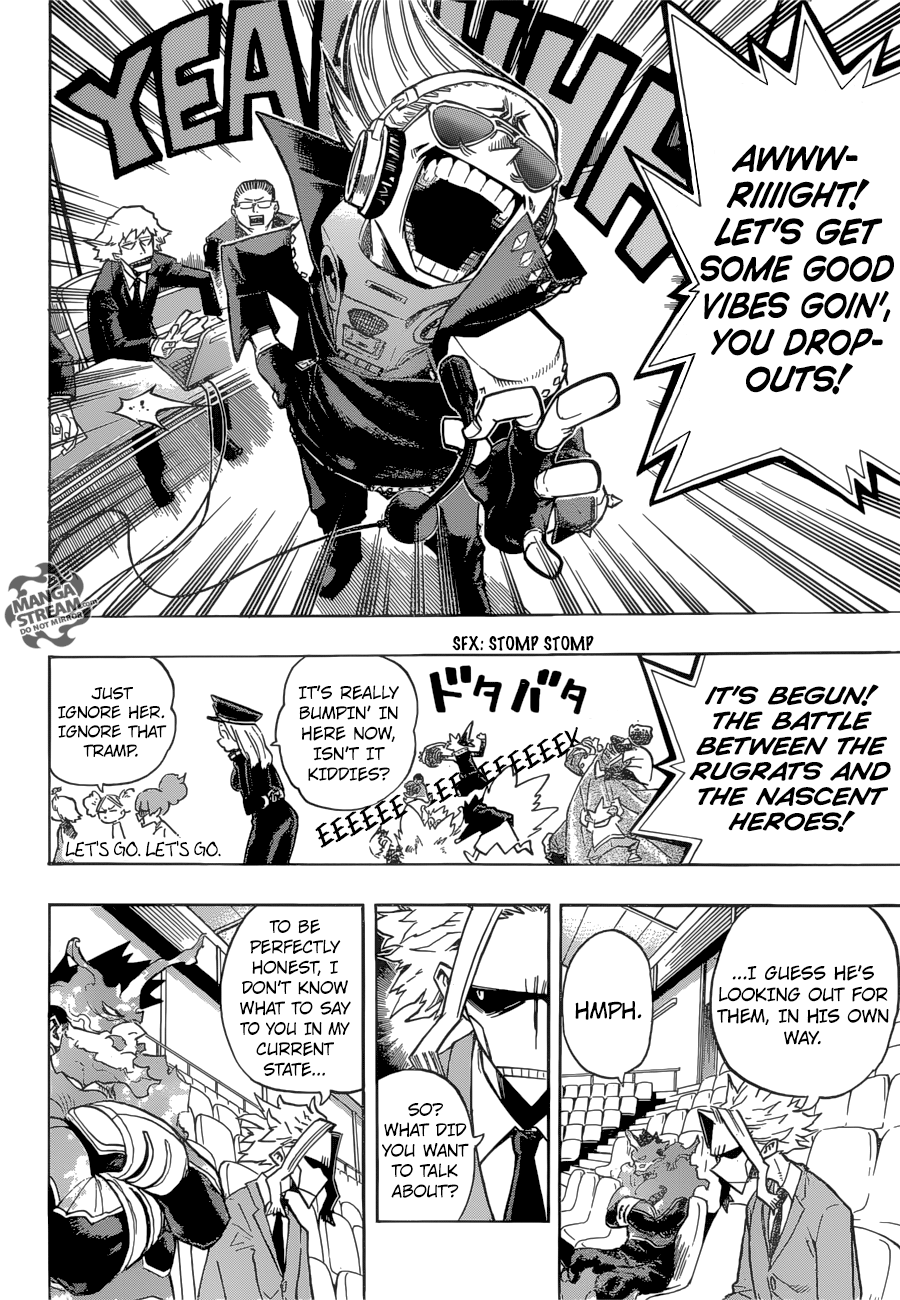 YEAHHH
AWWW-
RIIIIGHT!
LET'S GET
SOME GOOD
VIBES GOIN',
YOU DROP-
OUTS!
MANGA
STREAM.com
DO NOT MIRROR
SFX: STOMP STOMP
ドタバタ
IT'S BEGUN!
THE BATTLE
BETWEEN THE
RUGRATS AND
THE NASCENT
HEROES!
IT'S REALLY
BUMPIN' IN
HERE NOW,
ISN'T IT
KIDDIES?
JUST
IGNORE HER.
IGNORE THAT
TRAMP.
LET'S GO. LET'S GO.
...I GUESS HE'S
LOOKING OUT FOR
THEM, IN HIS OWN
WAY.
HMPH.
SO?
WHAT DID
YOU WANT
TO TALK
ABOUT?
TO BE
PERFECTLY
HONEST, I
DON'T KNOW
WHAT TO SAY
TO YOU IN MY
CURRENT
STATE...